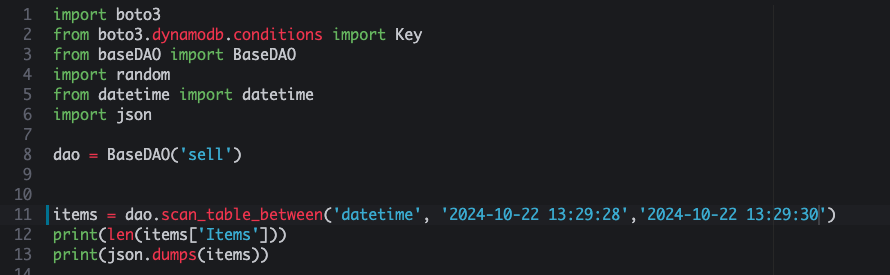 1 import boto3
2 from boto3.dynamodb.conditions import Key
3 from baseDAO import BaseDAO
4 import random
5 from datetime import datetime
6 import json
7
8 dao = BaseDAO('sell')
9
10
11 items = dao.scan_table_between('datetime', '2024-10-22 13:29:28','2024-10-22 13:29:30')
12 print(len(items['Items']))
13 print(json.dumps(items))
14